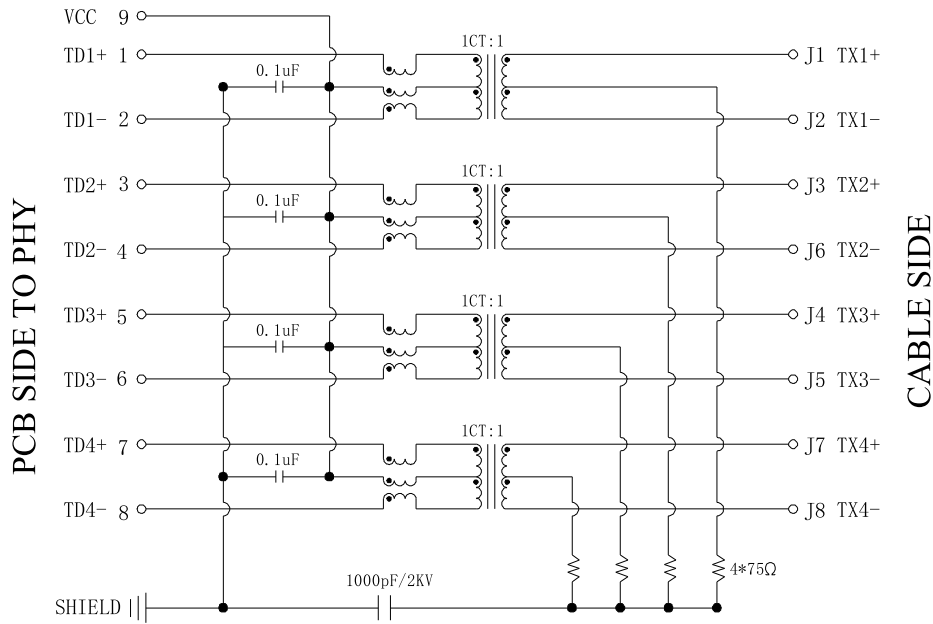 VCC 9
TD1+ 1
1CT:1
J1 TX1+
0.1uF
TD1- 2
J2 TX1-
1CT:1
TD2+ 3
J3 TX2+
0.1uF
TD2- 4
J6 TX2-
1CT:1
TD3+ 5
J4 TX3+
0.1uF
TD3- 6
J5 TX3-
1CT:1
TD4+ 7
J7 TX4+
0.1uF
TD4- 8
J8 TX4-
4*75Ω
1000pF/2KV
SHIELD
PCB SIDE TO PHY
CABLE SIDE